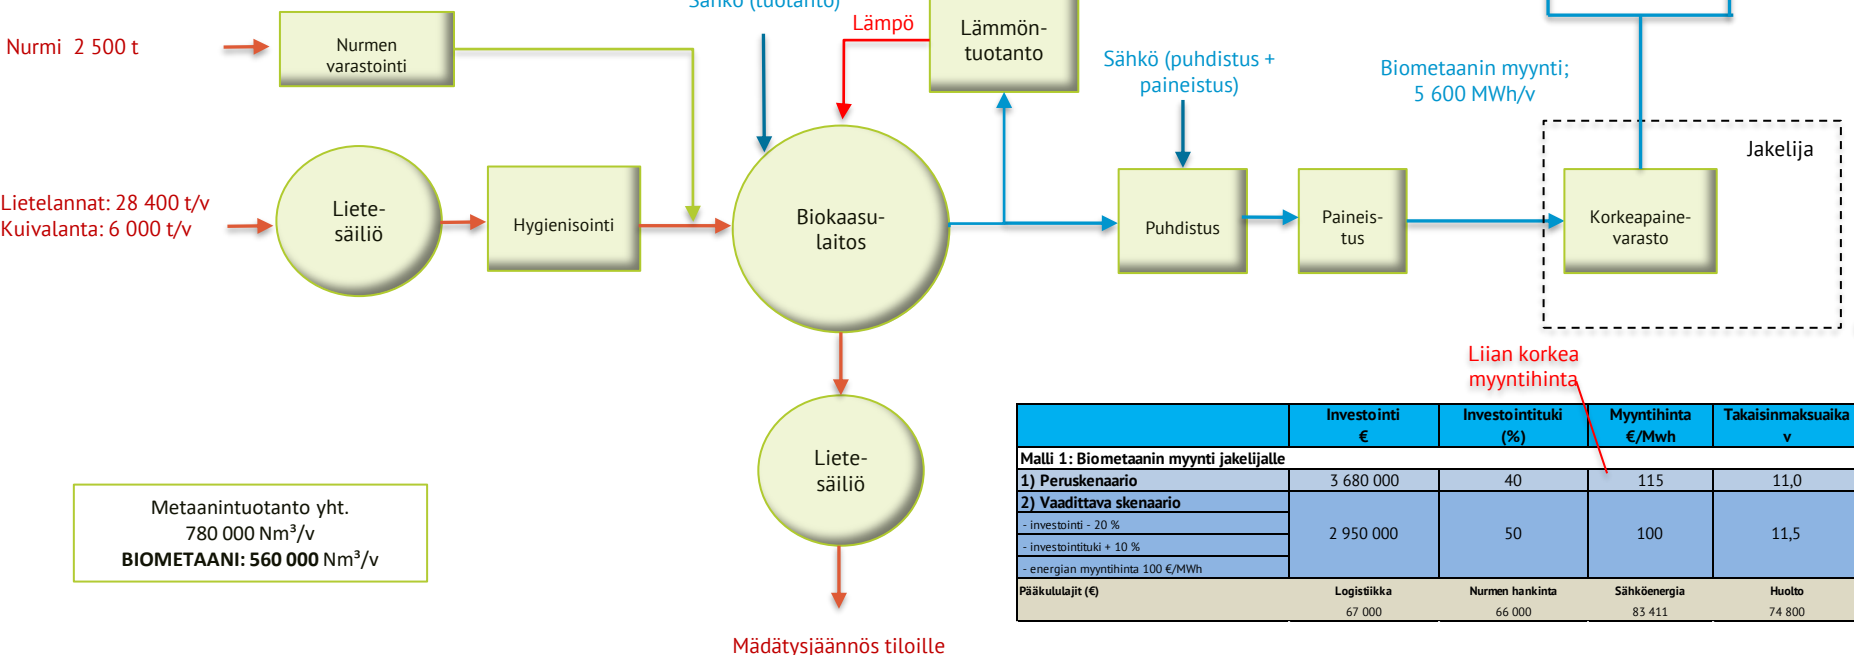 Sähkö (tuotanto)
Nurmi 2 500 t
Nurmen
varastointi
Lämpö
Lämmön-
tuotanto
Sähkö (puhdistus +
paineistus)
Biometaanin myynti;
5 600 MWh/v
Jakelija
Lietelannat: 28 400 t/v
Kuivalanta: 6 000 t/v
Liete-
säiliö
Hygienisointi
Biokaasu-
laitos
Puhdistus
Paineis-
tus
Korkeapaine-
varasto
Liete-
säiliö
Mädätysjäännös tiloille
Metaanintuotanto yht.
780 000 Nm³/v
BIOMETAANI: 560 000 Nm³/v
Liian korkea
myyntihinta
Investointi Investointituki Myyntihinta Takaisinmaksuaika
€ (%) €/Mwh v
Malli 1: Biometaanin myynti jakelijalle
1) Peruskenaario 3 680 000 40 115 11,0
2) Vaadittava skenaario
- investointi - 20 %
2 950 000 50 100 11,5
- investointituki + 10 %
- energian myyntihinta 100 €/MWh
Pääkululajit (€) Logistiikka Nurmen hankinta Sähköenergia Huolto
67 000 66 000 83 411 74 800